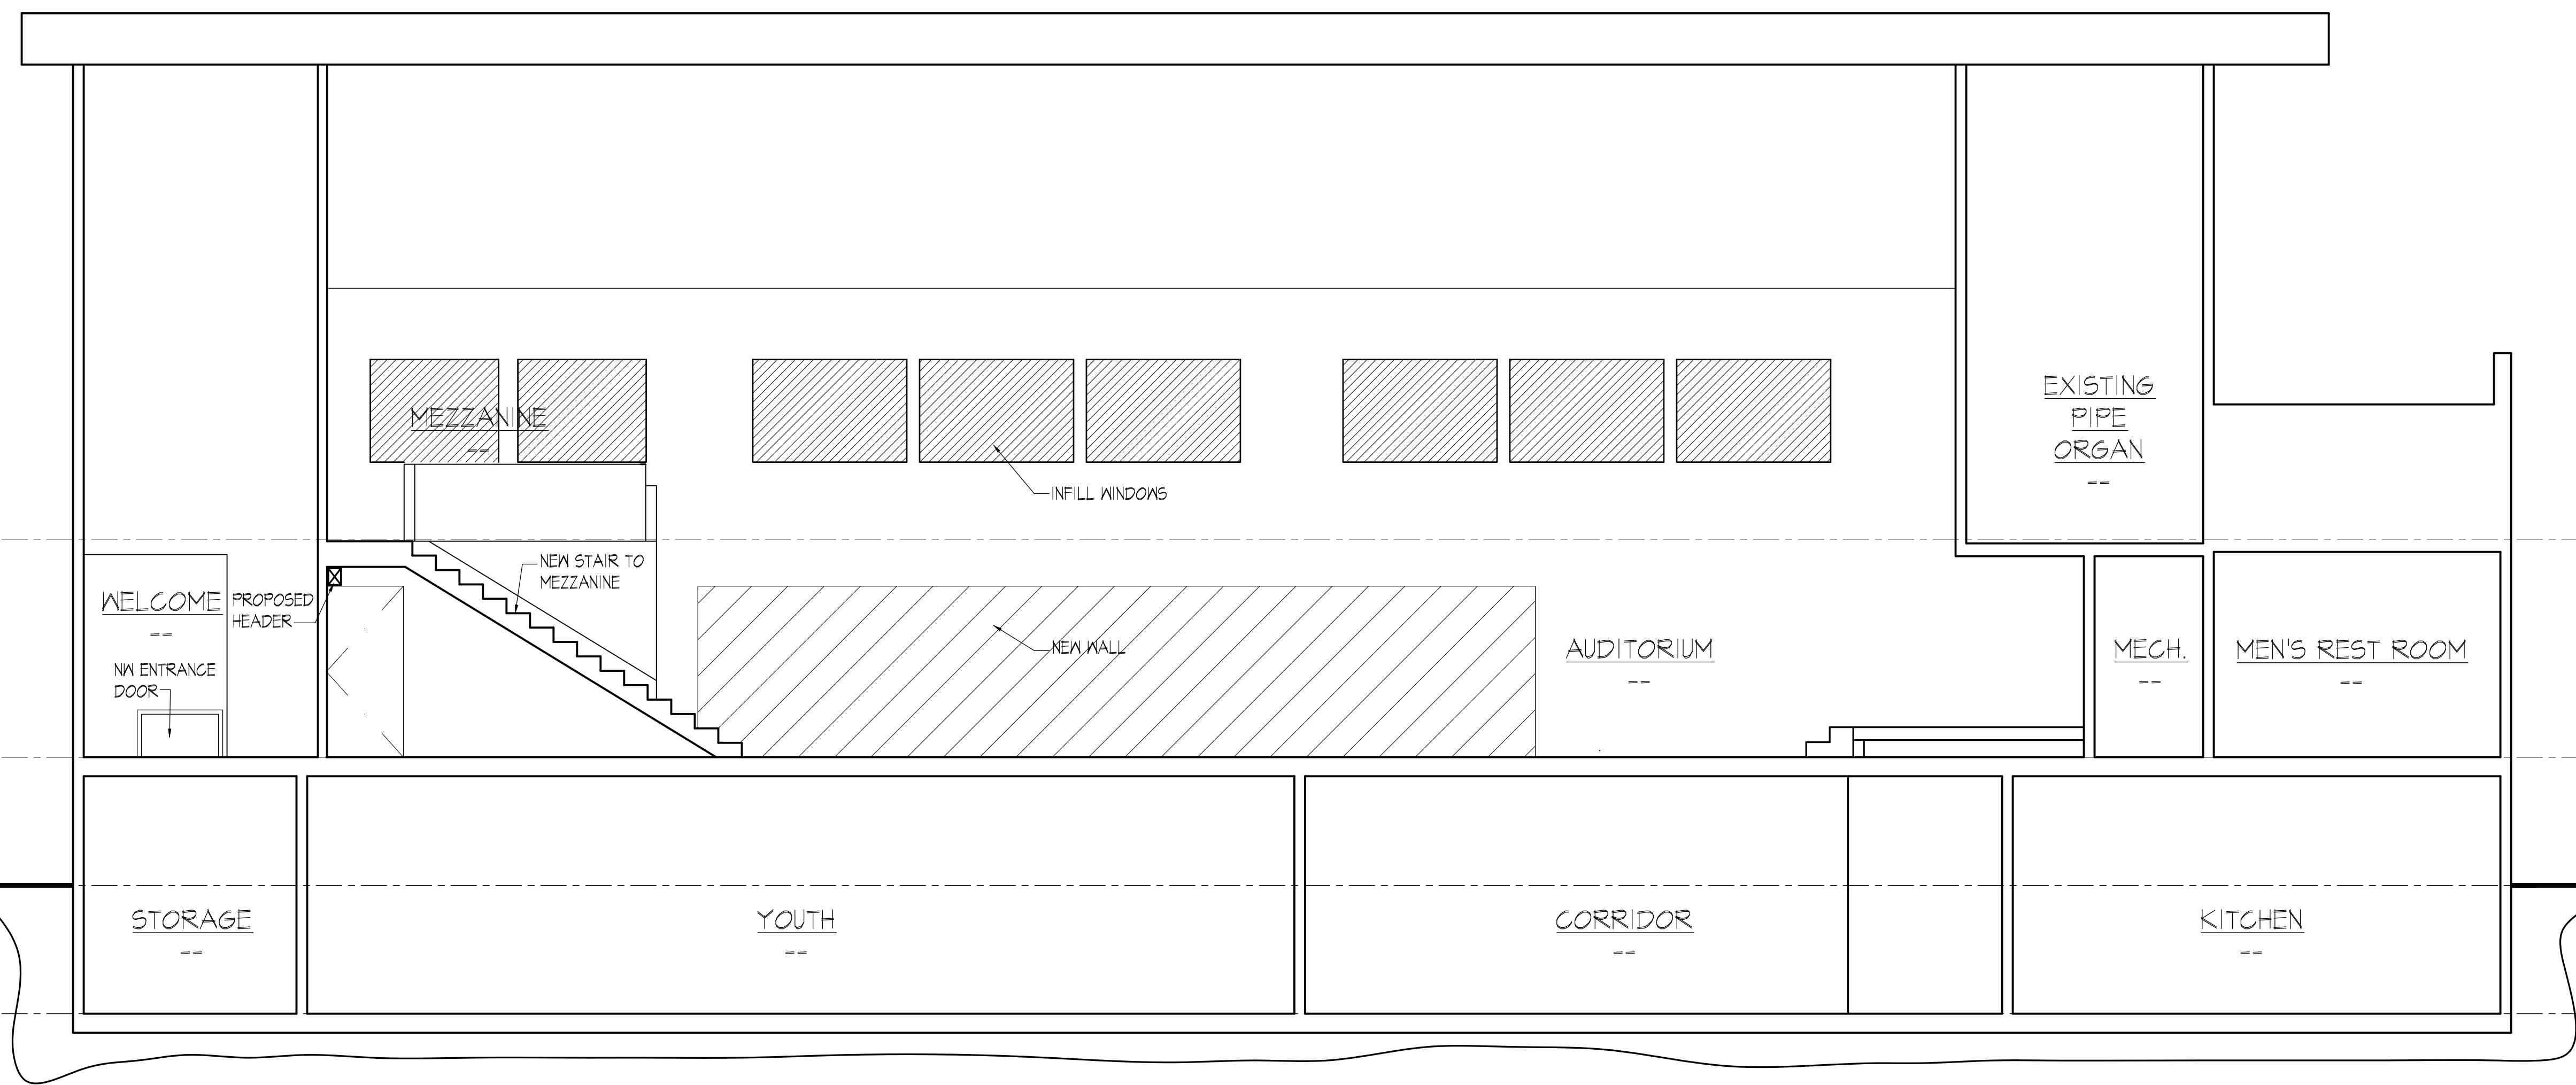 EXISTING
PIPE
ORGAN
--
MEZZANINE
--
INFILL WINDOWS
NEW STAIR TO
MEZZANINE
WELCOME
--
PROPOSED
HEADER
NW ENTRANCE
DOOR
NEW WALL
AUDITORIUM
--
MECH.
--
MEN'S REST ROOM
--
STORAGE
--
YOUTH
--
CORRIDOR
--
KITCHEN
--